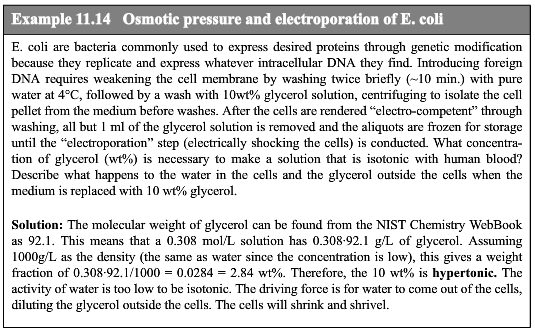 Example 11.14 Osmotic pressure and electroporation of E. coli
E. coli are bacteria commonly used to express desired proteins through genetic modification
because they replicate and express whatever intracellular DNA they find. Introducing foreign
DNA requires weakening the cell membrane by washing twice briefly (~10 min.) with pure
water at 4°C, followed by a wash with 10wt% glycerol solution, centrifuging to isolate the cell
pellet from the medium before washes. After the cells are rendered “electro-competent” through
washing, all but 1 ml of the glycerol solution is removed and the aliquots are frozen for storage
until the “electroporation” step (electrically shocking the cells) is conducted. What concentra-
tion of glycerol (wt%) is necessary to make a solution that is isotonic with human blood?
Describe what happens to the water in the cells and the glycerol outside the cells when the
medium is replaced with 10 wt% glycerol.
Solution: The molecular weight of glycerol can be found from the NIST Chemistry WebBook
as 92.1. This means that a 0.308 mol/L solution has 0.308·92.1 g/L of glycerol. Assuming
1000g/L as the density (the same as water since the concentration is low), this gives a weight
fraction of 0.308·92.1/1000 = 0.0284 = 2.84 wt%. Therefore, the 10 wt% is hypertonic. The
activity of water is too low to be isotonic. The driving force is for water to come out of the cells,
diluting the glycerol outside the cells. The cells will shrink and shrivel.